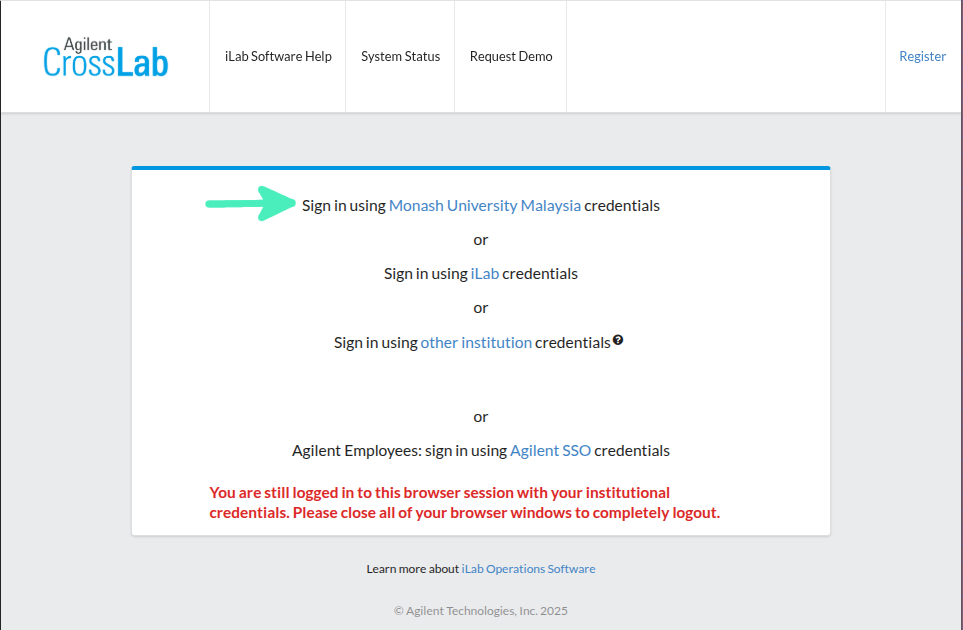 Agilent
CrossLab
iLab Software Help
System Status
Request Demo
Register
Sign in using Monash University Malaysia credentials
or
Sign in using iLab credentials
or
Sign in using other institution credentials?
or
Agilent Employees: sign in using Agilent SSO credentials
You are still logged in to this browser session with your institutional
credentials. Please close all of your browser windows to completely logout.
Learn more about iLab Operations Software
© Agilent Technologies, Inc. 2025